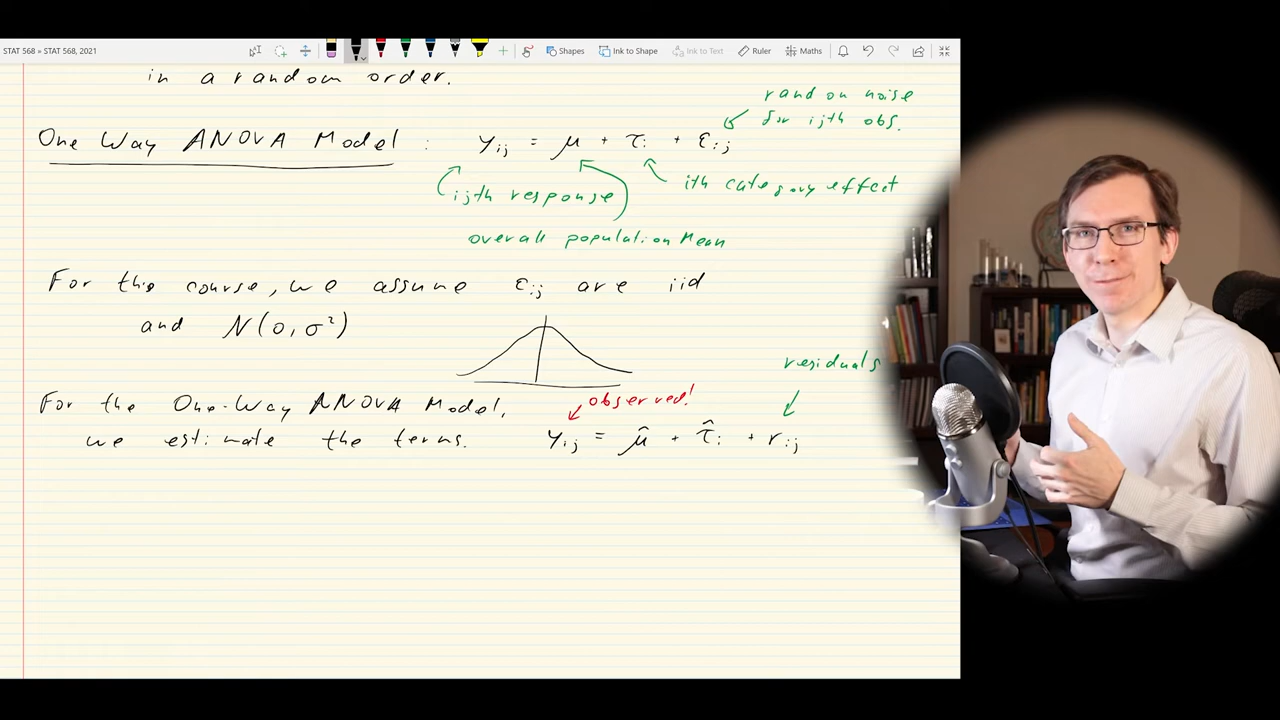 STAT 568 » STAT 568, 2021
Shapes
Ink to Shape
Ink to Text
Ruler
Maths
in a random order.
random noise
for ijth obs.
One Way ANOVA Model : yij = μ + τi + εij
ijth response
ith category effect
overall population Mean
For this course, we assume εij are iid
and N(0, σ²)
residuals
For the One-Way ANOVA Model,
observed!
we estimate the terms. yij = μ̂ + τ̂i + rij